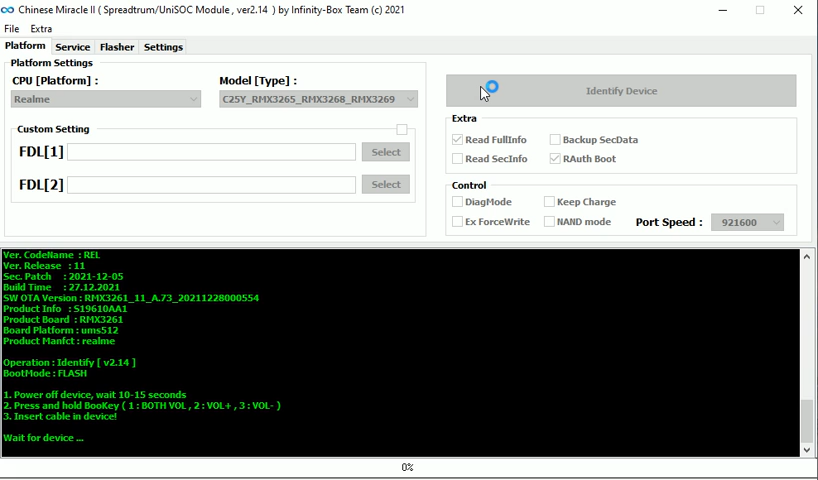 Chinese Miracle II ( Spreadtrum/UniSOC Module , ver2.14 ) by Infinity-Box Team (c) 2021
File Extra
Platform Service Flasher Settings
Platform Settings
CPU [Platform] : Model [Type] :
Realme C25Y_RMX3265_RMX3268_RMX3269
Custom Setting
FDL[1] Select
FDL[2] Select
Identify Device
Extra
Read FullInfo Backup SecData
Read SecInfo RAuth Boot
Control
DiagMode Keep Charge
Ex ForceWrite NAND mode Port Speed : 921600
Ver. CodeName : REL
Ver. Release : 11
Sec. Patch : 2021-12-05
Build Time : 27.12.2021
SW OTA Version : RMX3261_11_A.73_20211228000554
Product Info : S19610AA1
Product Board : RMX3261
Board Platform : ums512
Product Manfct : realme
Operation : Identify [ v2.14 ]
BootMode : FLASH
1. Power off device, wait 10-15 seconds
2. Press and hold BooKey ( 1 : BOTH VOL , 2 : VOL+ , 3 : VOL- )
3. Insert cable in device!
Wait for device ...
0%